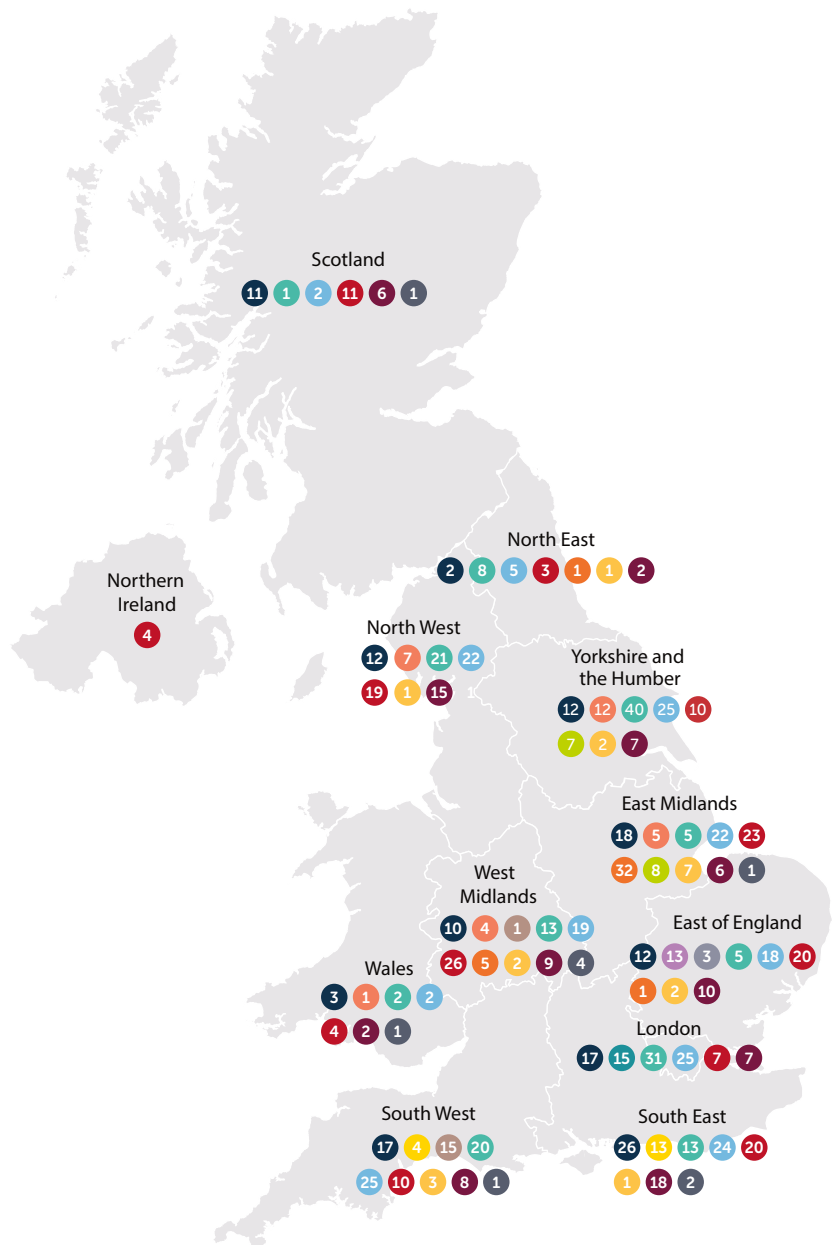 Scotland
11 1 2 11 6 1
North East
2 8 5 3 1 1 2
Northern
Ireland
4
North West
12 7 21 22
19 1 15
Yorkshire and
the Humber
12 12 40 25 10
7 2 7
East Midlands
18 5 5 22 23
32 8 7 6 1
West
Midlands
10 4 1 13 19
26 5 2 9 4
East of England
12 13 3 5 18 20
1 2 10
Wales
3 1 2 2
4 2 1
London
17 15 31 25 7 7
South West
17 4 15 20
25 10 3 8 1
South East
26 13 13 24 20
1 18 2